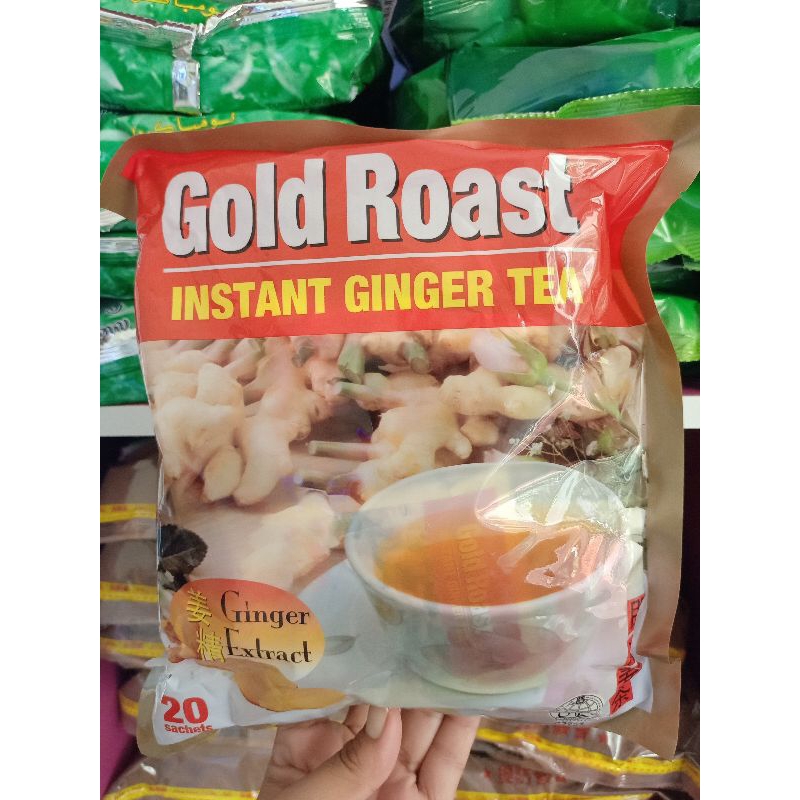 Gold Roast
INSTANT GINGER TEA
姜
精
Ginger
Extract
20
sachets